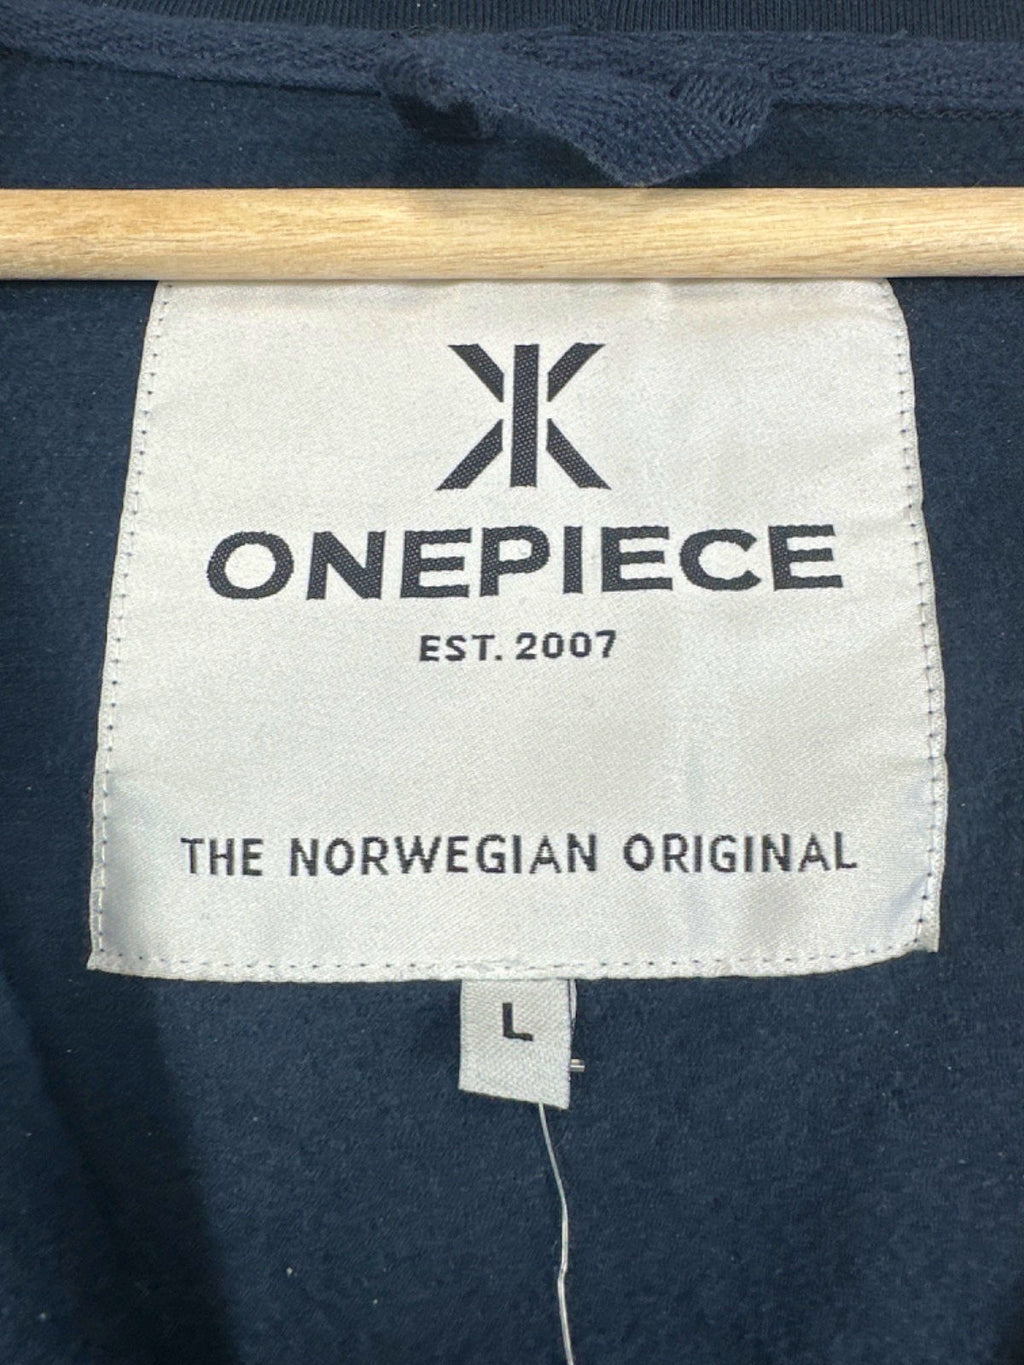 ONEPIECE
EST. 2007
THE NORWEGIAN ORIGINAL
L